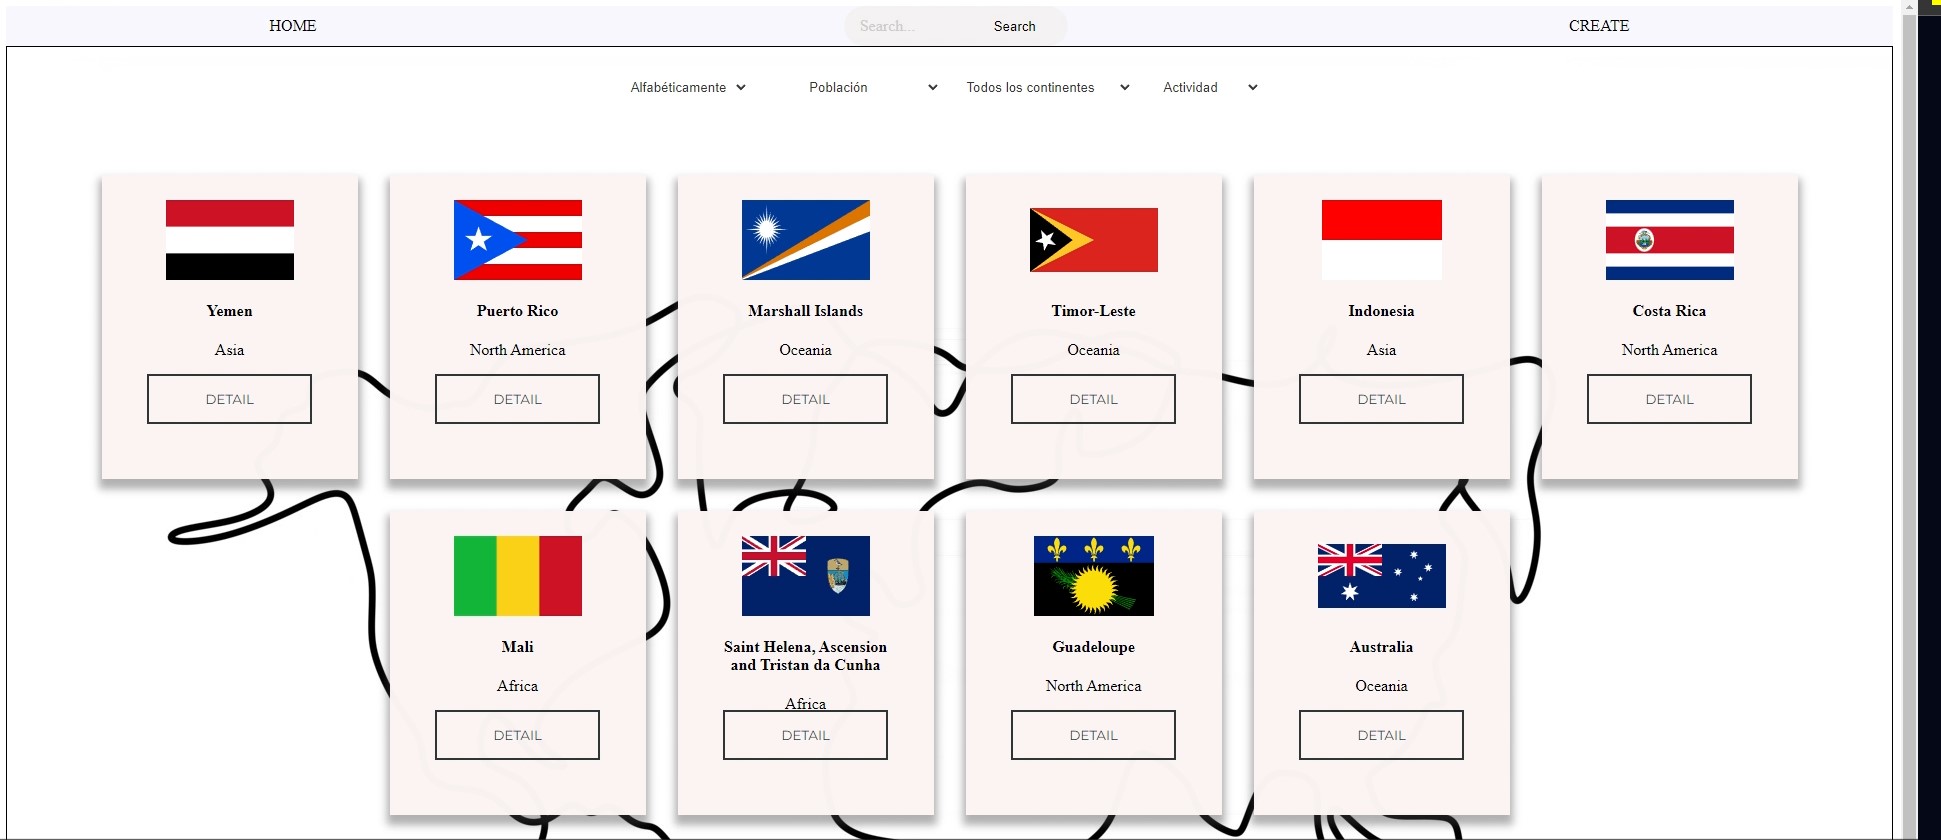 HOME
Search...
Search
CREATE
Alfabéticamente
Población
Todos los continentes
Actividad
Yemen
Asia
DETAIL
Puerto Rico
North America
DETAIL
Marshall Islands
Oceania
DETAIL
Timor-Leste
Oceania
DETAIL
Indonesia
Asia
DETAIL
Costa Rica
North America
DETAIL
Mali
Africa
DETAIL
Saint Helena, Ascension
and Tristan da Cunha
Africa
DETAIL
Guadeloupe
North America
DETAIL
Australia
Oceania
DETAIL